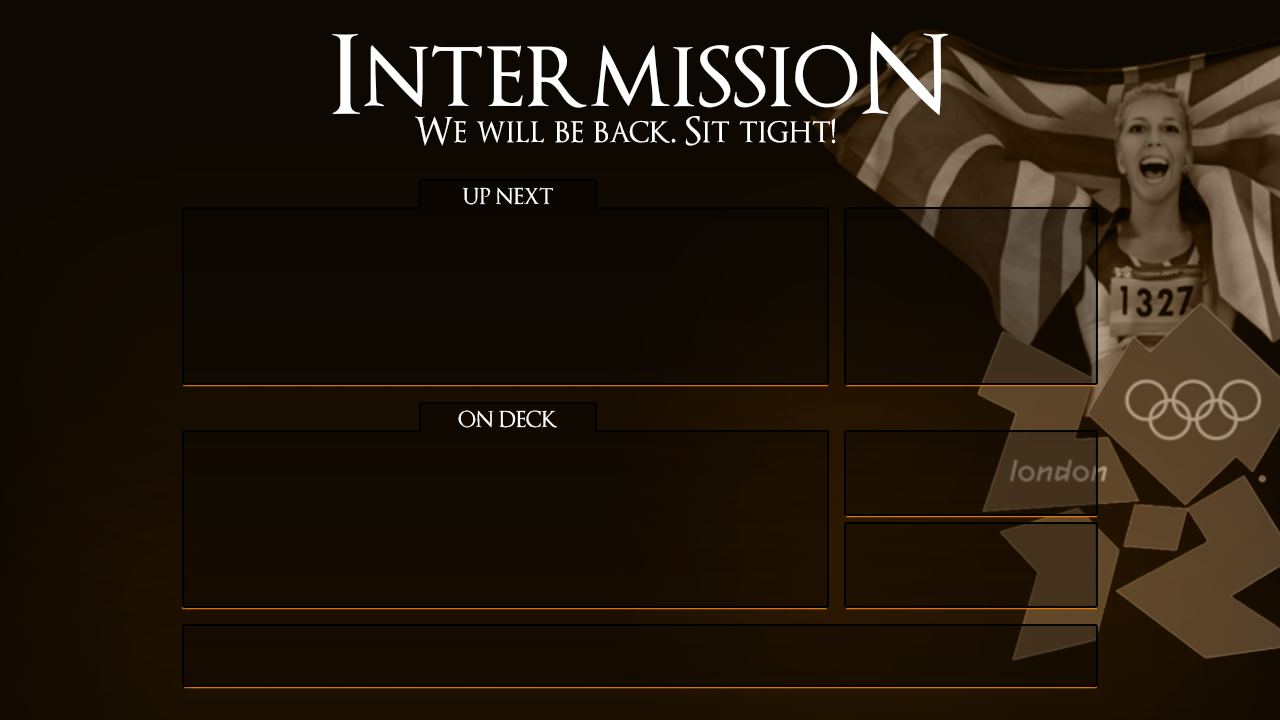 INTERMISSION
WE WILL BE BACK. SIT TIGHT!
UP NEXT
1327
ON DECK
london